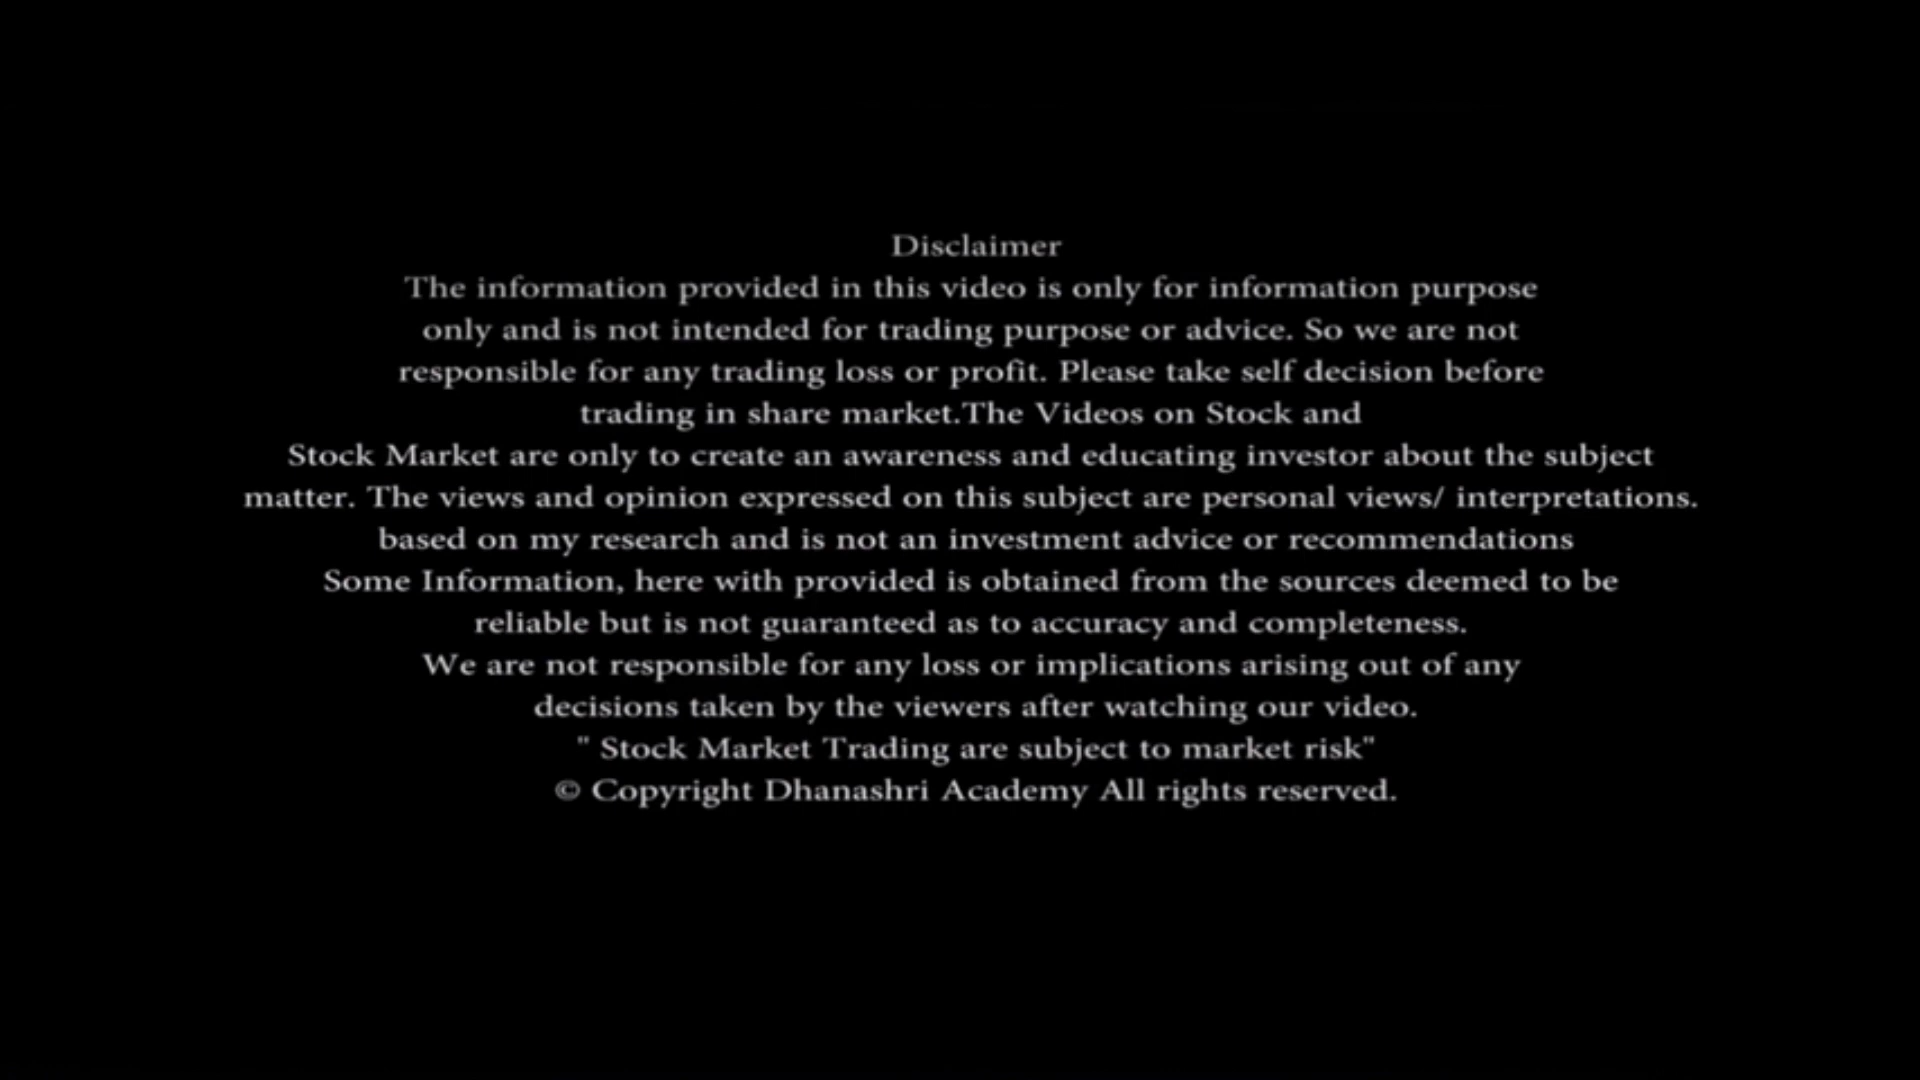 Disclaimer
The information provided in this video is only for information purpose
only and is not intended for trading purpose or advice. So we are not
responsible for any trading loss or profit. Please take self decision before
trading in share market.The Videos on Stock and
Stock Market are only to create an awareness and educating investor about the subject
matter. The views and opinion expressed on this subject are personal views/ interpretations.
based on my research and is not an investment advice or recommendations
Some Information, here with provided is obtained from the sources deemed to be
reliable but is not guaranteed as to accuracy and completeness.
We are not responsible for any loss or implications arising out of any
decisions taken by the viewers after watching our video.
" Stock Market Trading are subject to market risk"
© Copyright Dhanashri Academy All rights reserved.